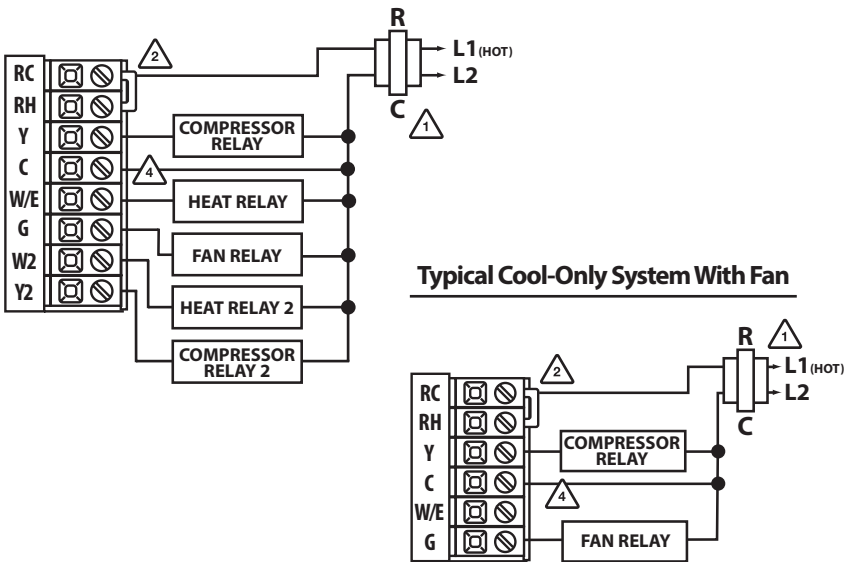 R
L1(HOT)
L2
C
1
2
RC
RH
Y
C
W/E
G
W2
Y2
4
COMPRESSOR
RELAY
HEAT RELAY
FAN RELAY
HEAT RELAY 2
COMPRESSOR
RELAY 2
Typical Cool-Only System With Fan
R
1
L1(HOT)
L2
C
2
RC
RH
Y
C
W/E
G
4
COMPRESSOR
RELAY
FAN RELAY